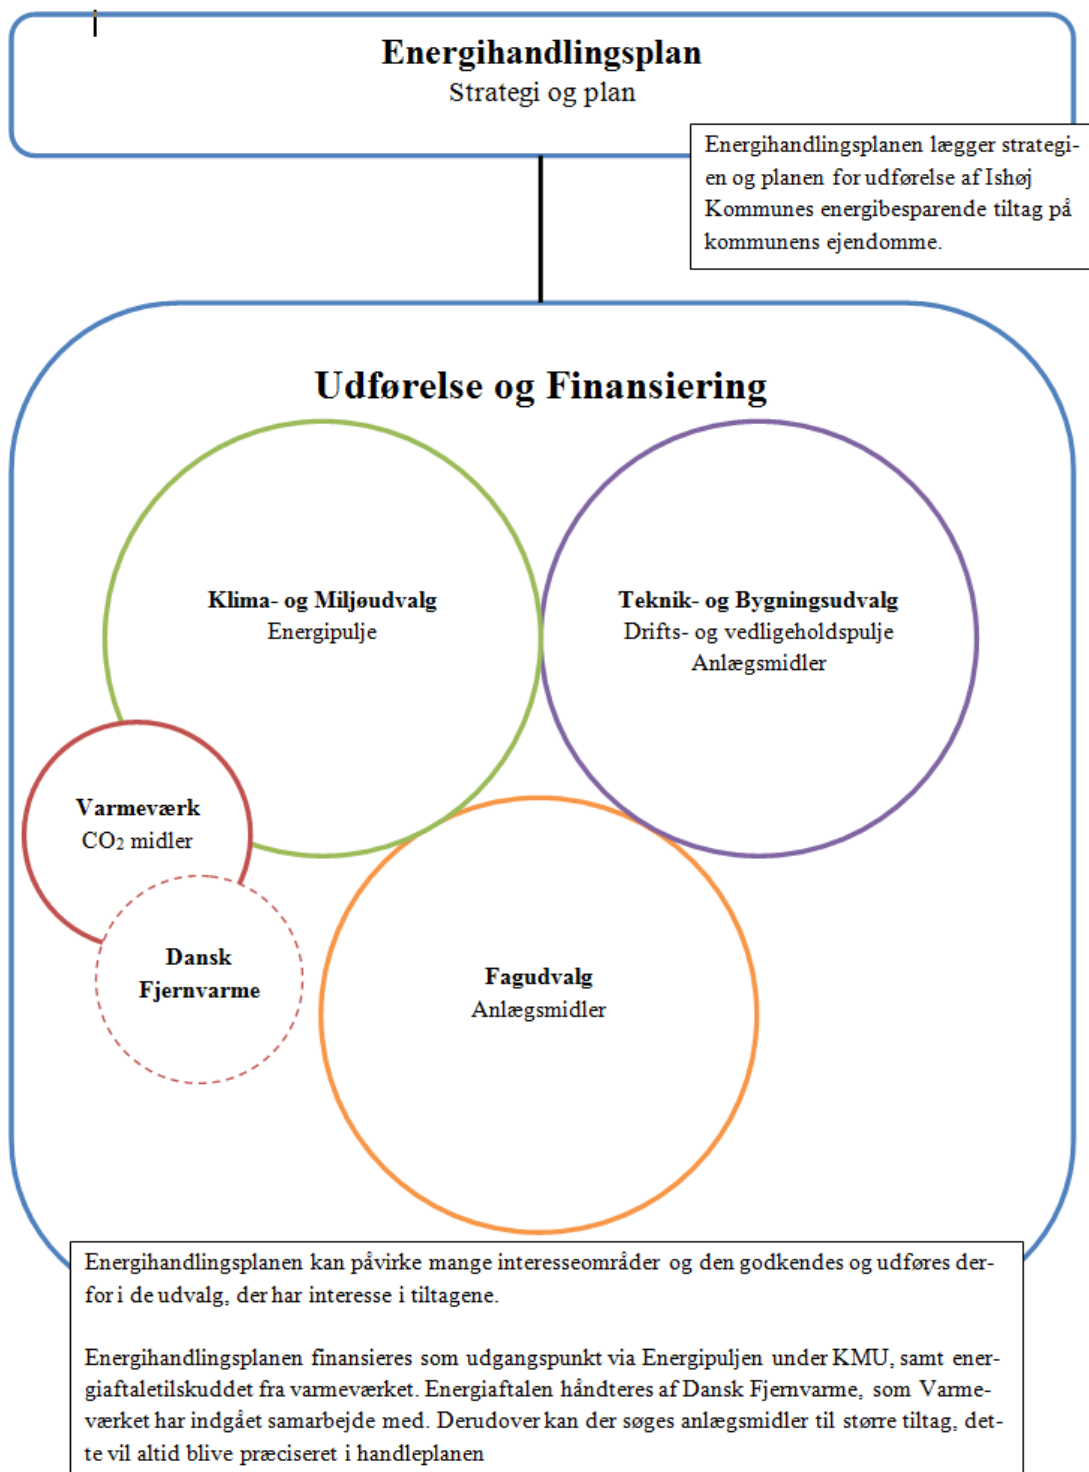 Energihandlingsplan
Strategi og plan
Energihandlingsplanen lægger strategi-
en og planen for udførelse af Ishøj
Kommunes energibesparende tiltag på
kommunens ejendomme.
Udførelse og Finansiering
Klima- og Miljøudvalg
Energipulje
Teknik- og Bygningsudvalg
Drifts- og vedligeholdspulje
Anlægsmidler
Varmeværk
CO2 midler
Dansk
Fjernvarme
Fagudvalg
Anlægsmidler
Energihandlingsplanen kan påvirke mange interesseområder og den godkendes og udføres der-
for i de udvalg, der har interesse i tiltagene.
Energihandlingsplanen finansieres som udgangspunkt via Energipuljen under KMU, samt ener-
giaftaletilskuddet fra varmeværket. Energiaftalen håndteres af Dansk Fjernvarme, som Varme-
værket har indgået samarbejde med. Derudover kan der søges anlægsmidler til større tiltag, det-
te vil altid blive præciseret i handleplanen